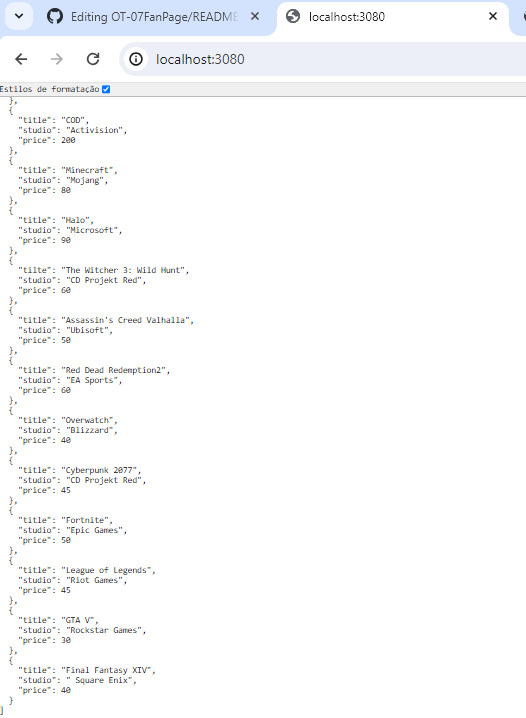 Editing OT-07FanPage/README
localhost:3080
localhost:3080
Estilos de formatação
},
{
"title": "COD",
"studio": "Activision",
"price": 200
},
{
"title": "Minecraft",
"studio": "Mojang",
"price": 80
},
{
"title": "Halo",
"studio": "Microsoft",
"price": 90
},
{
"tilte": "The Witcher 3: Wild Hunt",
"studio": "CD Projekt Red",
"price": 60
},
{
"title": "Assassin's Creed Valhalla",
"studio": "Ubisoft",
"price": 50
},
{
"title": "Red Dead Redemption2",
"studio": "EA Sports",
"price": 60
},
{
"title": "Overwatch",
"studio": "Blizzard",
"price": 40
},
{
"title": "Cyberpunk 2077",
"studio": "CD Projekt Red",
"price": 45
},
{
"title": "Fortnite",
"studio": "Epic Games",
"price": 50
},
{
"title": "League of Legends",
"studio": "Riot Games",
"price": 45
},
{
"title": "GTA V",
"studio": "Rockstar Games",
"price": 30
},
{
"title": "Final Fantasy XIV",
"studio": " Square Enix",
"price": 40
}
]